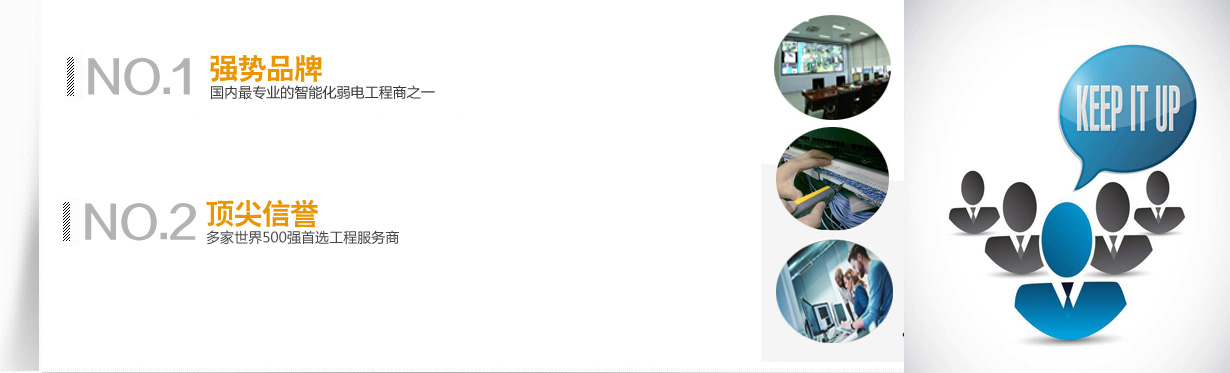 NO.1
强势品牌
国内最专业的智能化弱电工程商之一
NO.2
顶尖信誉
多家世界500强首选工程服务商
KEEP IT UP